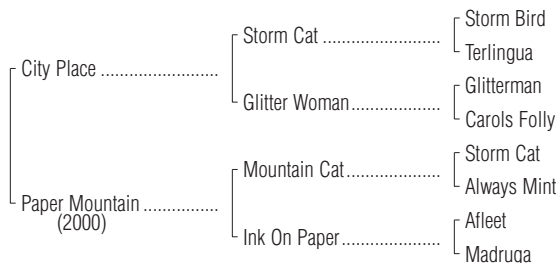 Storm Bird
Storm Cat ........................
Terlingua
City Place ................................
Glitterman
Glitter Woman ..................
Carols Folly
Storm Cat
Mountain Cat ...................
Always Mint
Paper Mountain ....................
(2000)
Afleet
Ink On Paper ....................
Madruga